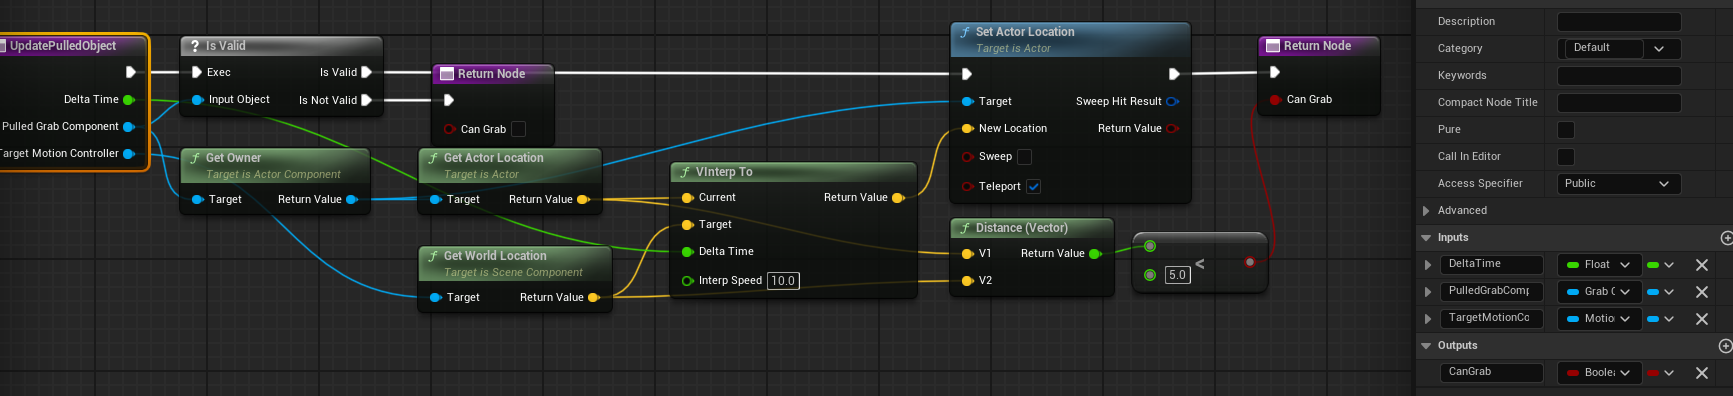 UpdatePulledObject
Delta Time
Pulled Grab Component
Target Motion Controller
? Is Valid
Exec
Is Valid
Input Object
Is Not Valid
Return Node
Can Grab
f Get Owner
Target is Actor Component
Target
Return Value
f Get Actor Location
Target is Actor
Target
Return Value
f Get World Location
Target is Scene Component
Target
Return Value
f VInterp To
Current
Return Value
Target
Delta Time
Interp Speed 10.0
f Set Actor Location
Target is Actor
Target
Sweep Hit Result
New Location
Return Value
Sweep
Teleport
f Distance (Vector)
V1
Return Value
V2
<
5.0
Return Node
Can Grab
Description
Category
Default
Keywords
Compact Node Title
Pure
Call In Editor
Access Specifier
Public
Advanced
Inputs
DeltaTime
Float
PulledGrabComp
Grab C
TargetMotionCo
Motio
Outputs
CanGrab
Boolea